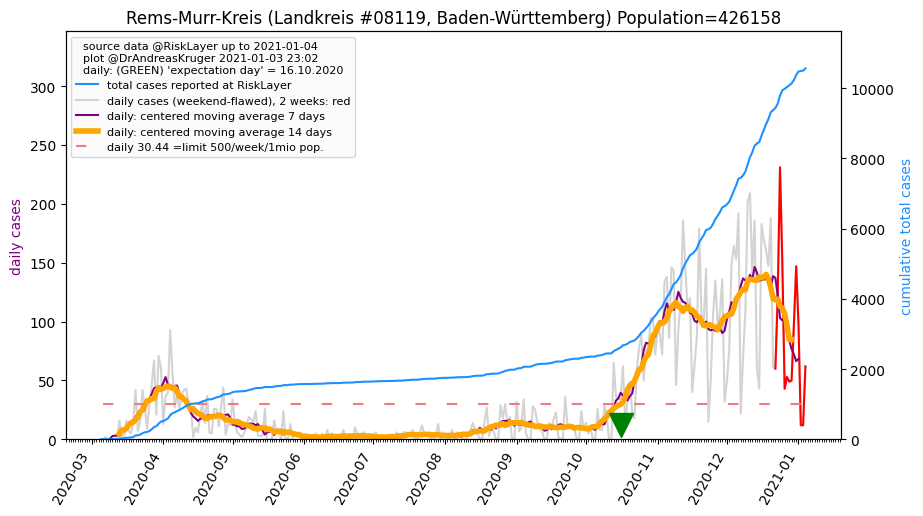 Rems-Murr-Kreis (Landkreis #08119, Baden-Württemberg) Population=426158
source data @RiskLayer up to 2021-01-04
plot @DrAndreasKruger 2021-01-03 23:02
daily: (GREEN) 'expectation day' = 16.10.2020
total cases reported at RiskLayer
daily cases (weekend-flawed), 2 weeks: red
daily: centered moving average 7 days
daily: centered moving average 14 days
daily 30.44 =limit 500/week/1mio pop.
daily cases
300
250
200
150
100
50
0
cumulative total cases
10000
8000
6000
4000
2000
0
2020-03
2020-04
2020-05
2020-06
2020-07
2020-08
2020-09
2020-10
2020-11
2020-12
2021-01